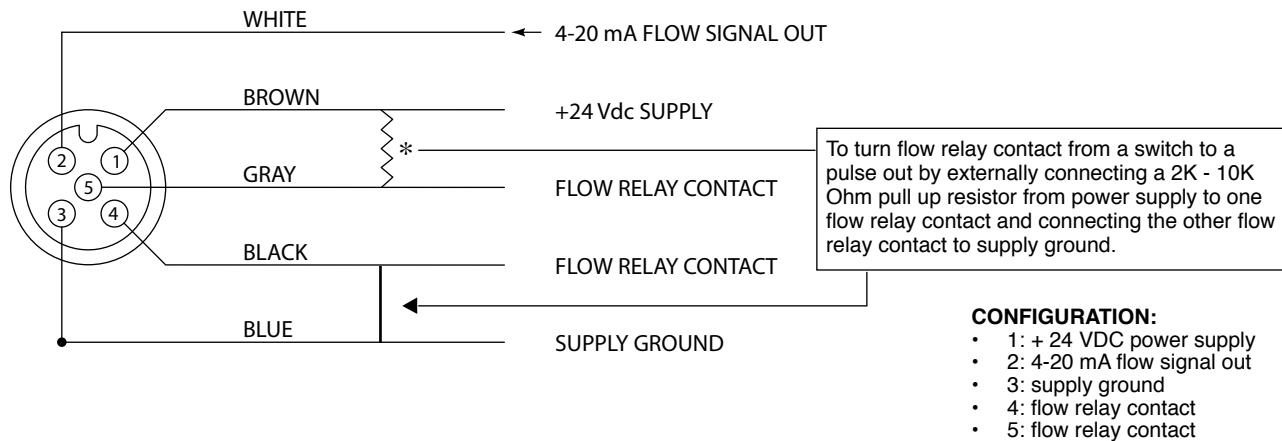 WHITE
4-20 mA FLOW SIGNAL OUT
BROWN
+24 Vdc SUPPLY
*
GRAY
FLOW RELAY CONTACT
2
1
5
3
4
BLACK
FLOW RELAY CONTACT
BLUE
SUPPLY GROUND
To turn flow relay contact from a switch to a
pulse out by externally connecting a 2K - 10K
Ohm pull up resistor from power supply to one
flow relay contact and connecting the other flow
relay contact to supply ground.
CONFIGURATION:
• 1: + 24 VDC power supply
• 2: 4-20 mA flow signal out
• 3: supply ground
• 4: flow relay contact
• 5: flow relay contact